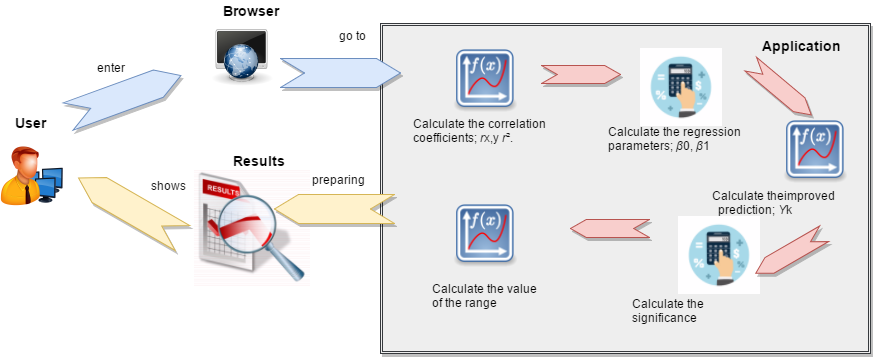 Browser
go to
enter
Application
f(x)
Calculate the correlation
coefficients; rx,y r².
Calculate the regression
parameters; β0, β1
User
f(x)
Results
shows
RESULTS
preparing
Calculate theimproved
prediction; Yk
f(x)
Calculate the value
of the range
Calculate the
significance